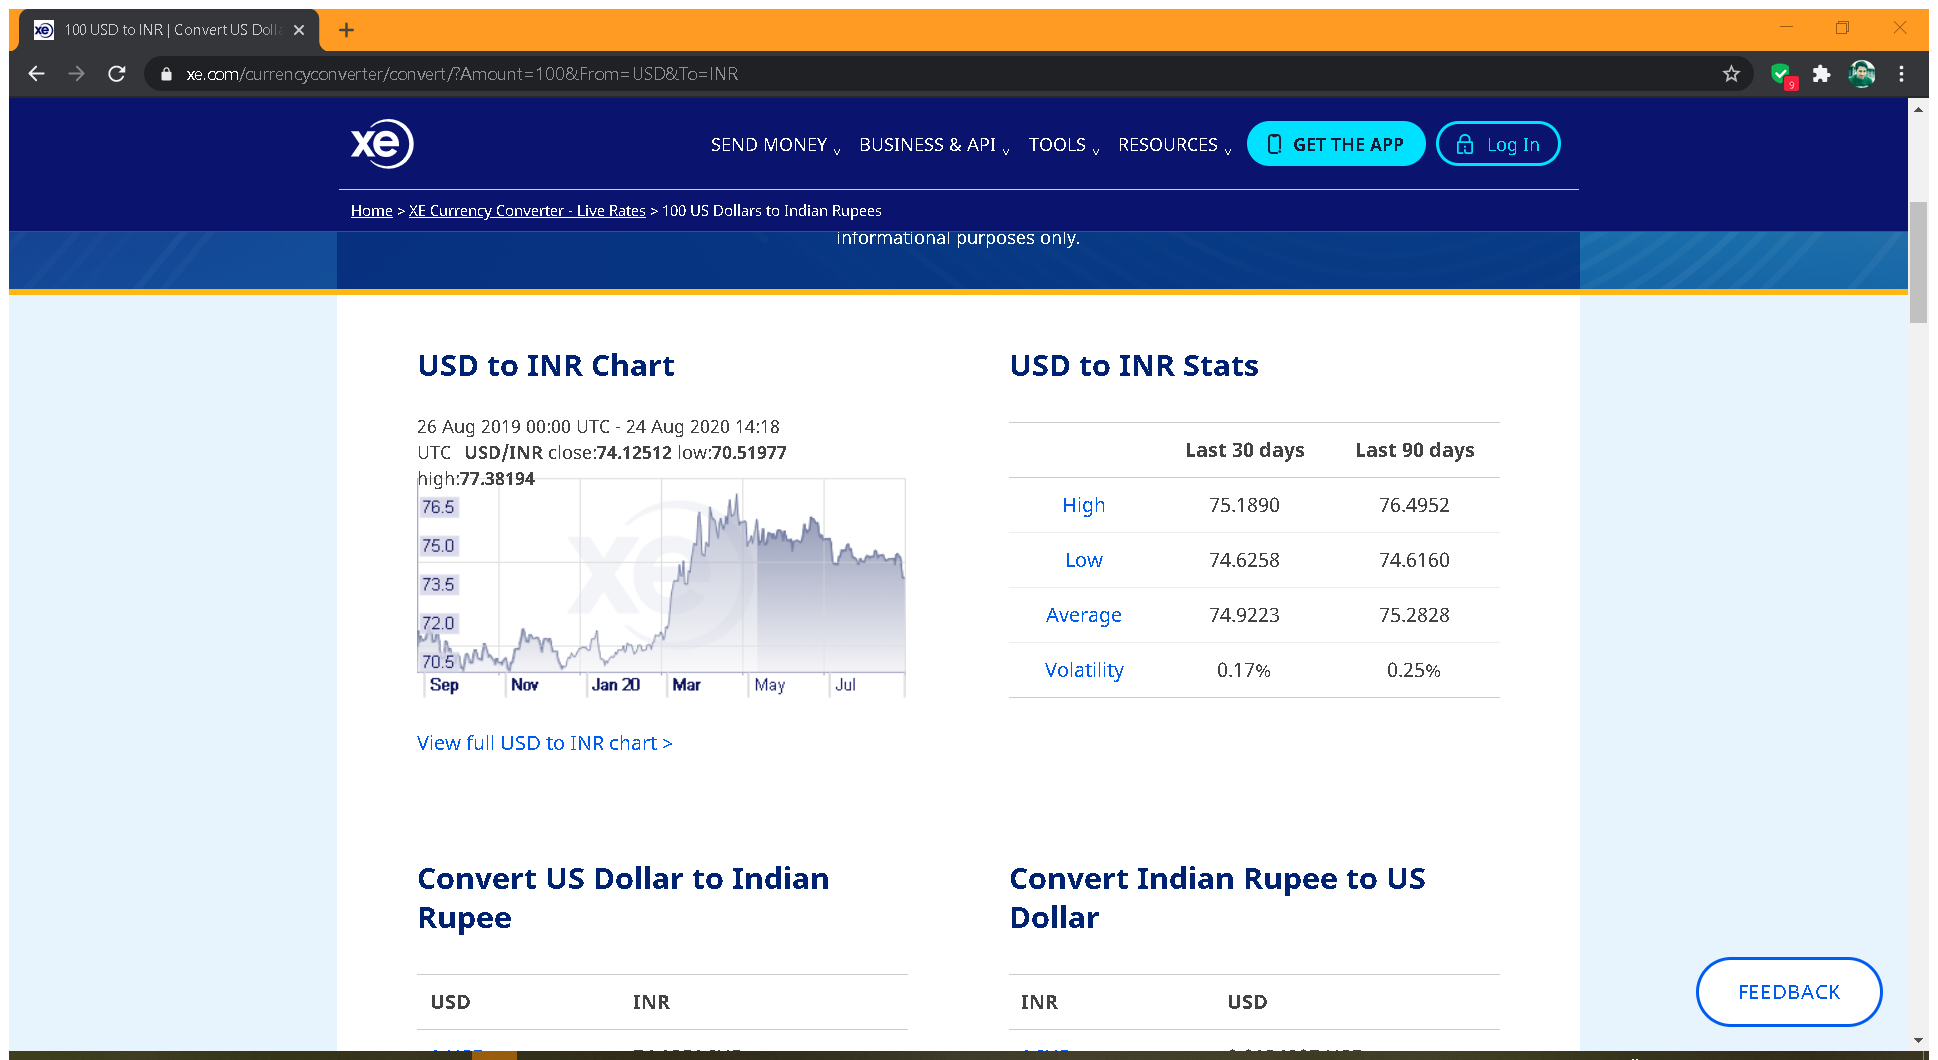 xe
100 USD to INR | Convert US Dolla
xe.com/currencyconverter/convert/?Amount=100&From=USD&To=INR
9
xe
SEND MONEY
BUSINESS & API
TOOLS
RESOURCES
GET THE APP
Log In
Home > XE Currency Converter - Live Rates > 100 US Dollars to Indian Rupees
informational purposes only.
USD to INR Chart
26 Aug 2019 00:00 UTC - 24 Aug 2020 14:18
UTC USD/INR close:74.12512 low:70.51977
high:77.38194
xe
76.5
75.0
73.5
72.0
70.5
Sep Nov Jan 20 Mar May Jul
View full USD to INR chart >
USD to INR Stats
Last 30 days Last 90 days
High 75.1890 76.4952
Low 74.6258 74.6160
Average 74.9223 75.2828
Volatility 0.17% 0.25%
Convert US Dollar to Indian
Rupee
USD INR
Convert Indian Rupee to US
Dollar
INR USD
FEEDBACK